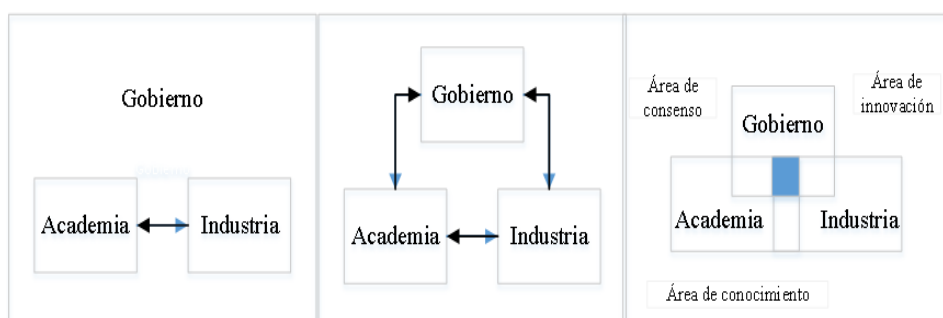 Gobierno
Academia
Industria
Gobierno
Academia
Industria
Área de
consenso
Área de
innovación
Gobierno
Academia
Industria
Área de conocimiento